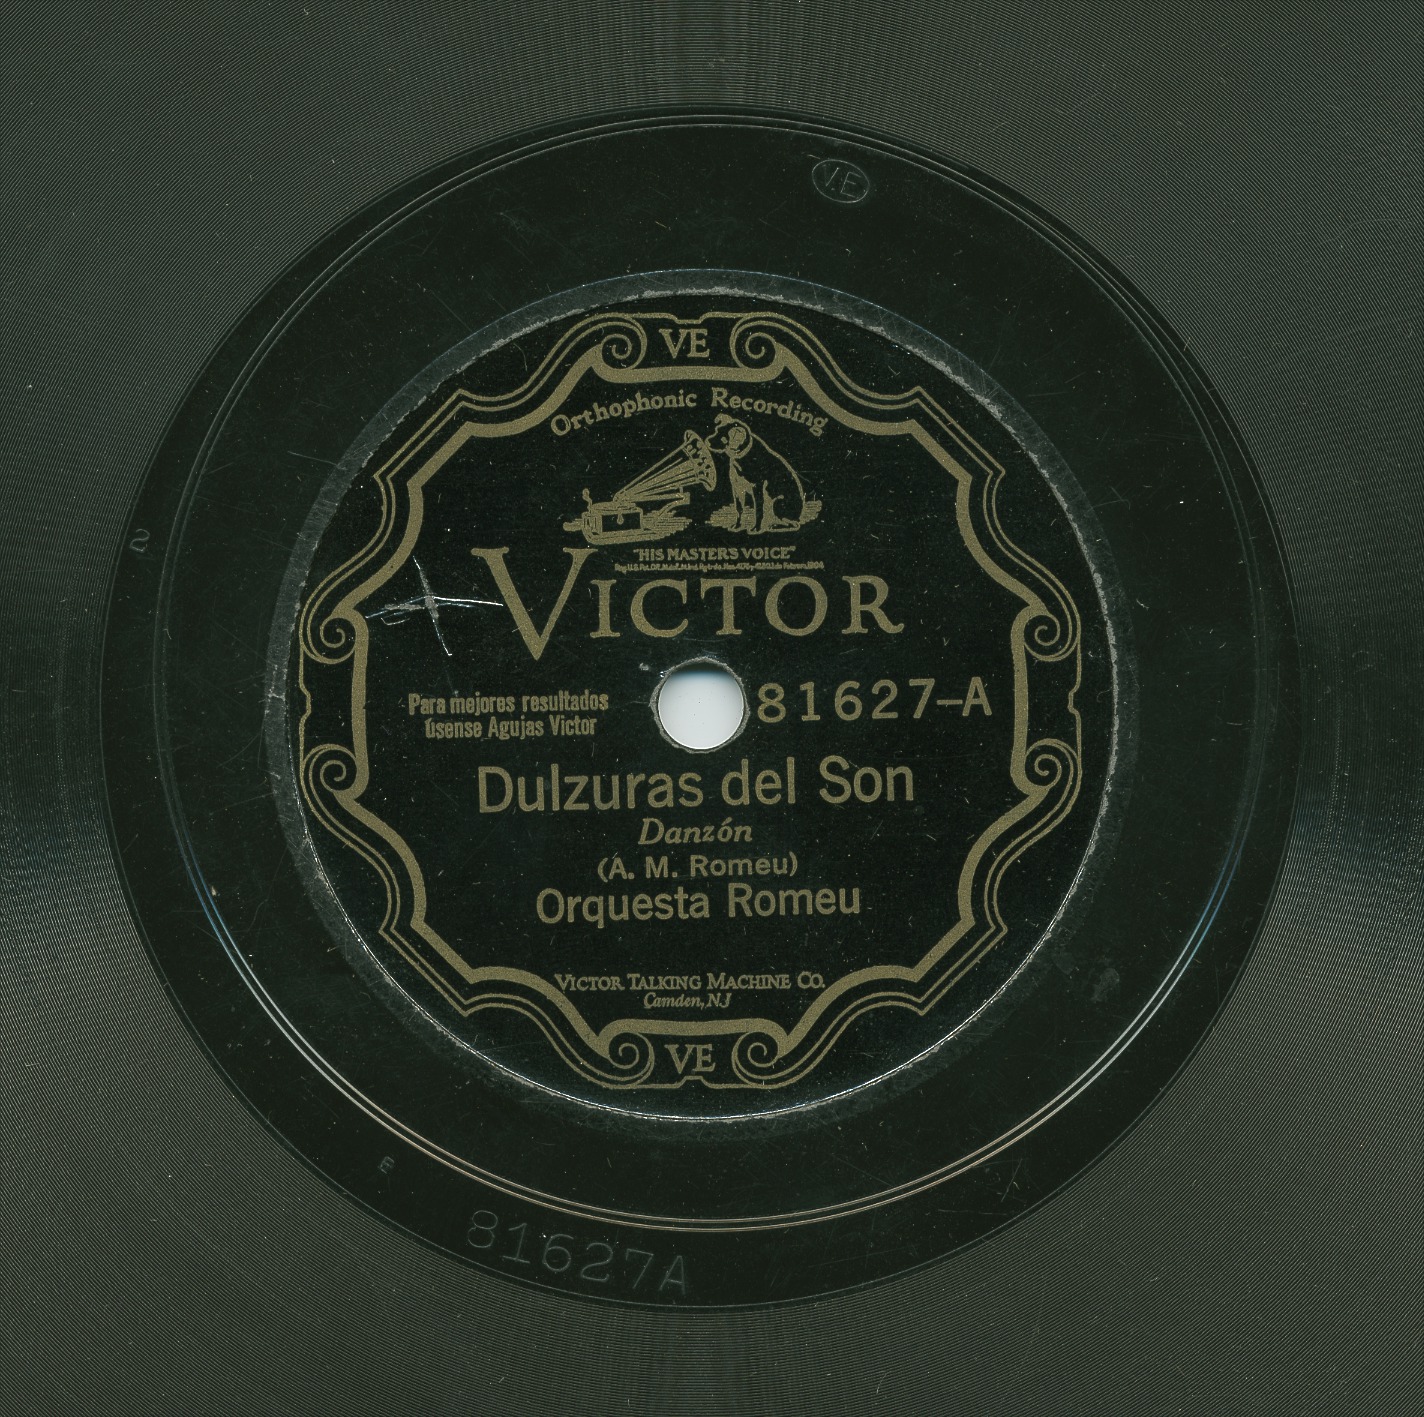 V.E
VE
Orthophonic Recording
"HIS MASTER'S VOICE"
VICTOR
Para mejores resultados
úsense Agujas Victor
81627-A
Dulzuras del Son
Danzón
(A. M. Romeu)
Orquesta Romeu
VICTOR TALKING MACHINE CO.
Camden, N.J
VE
2
E
81627A